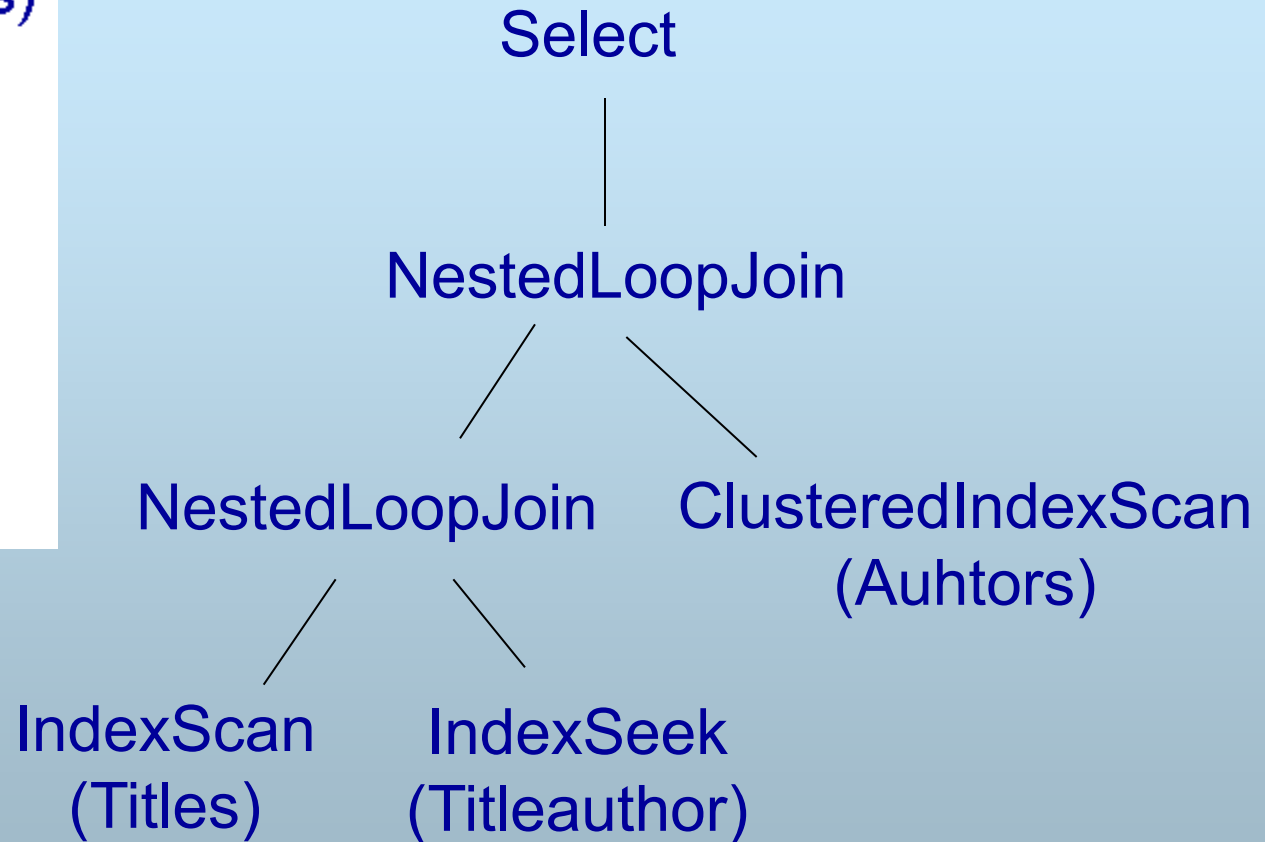 s)
Select
NestedLoopJoin
NestedLoopJoin
ClusteredIndexScan
(Auhtors)
IndexScan
(Titles)
IndexSeek
(Titleauthor)